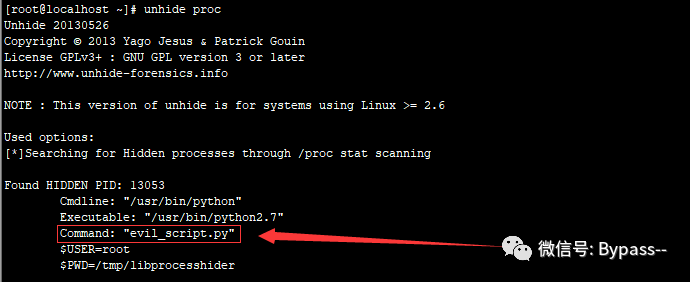 [root@localhost ~]# unhide proc
Unhide 20130526
Copyright © 2013 Yago Jesus & Patrick Gouin
License GPLv3+ : GNU GPL version 3 or later
http://www.unhide-forensics.info
NOTE : This version of unhide is for systems using Linux >= 2.6
Used options:
[*]Searching for Hidden processes through /proc stat scanning
Found HIDDEN PID: 13053
Cmdline: "/usr/bin/python"
Executable: "/usr/bin/python2.7"
Command: "evil_script.py"
$USER=root
$PWD=/tmp/libprocesshider
微信号: Bypass--